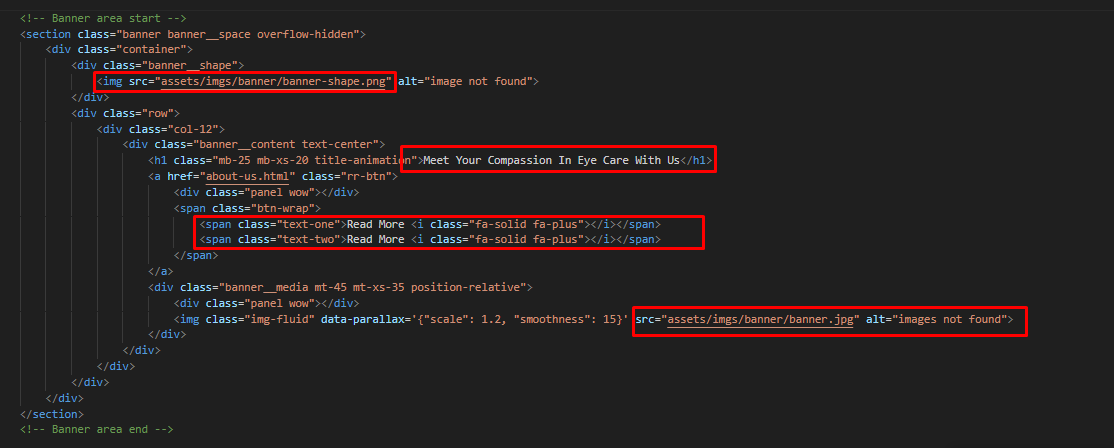 <!-- Banner area start -->
<section class="banner banner__space overflow-hidden">
<div class="container">
<div class="banner__shape">
<img src="assets/imgs/banner/banner-shape.png" alt="image not found">
</div>
<div class="row">
<div class="col-12">
<div class="banner__content text-center">
<h1 class="mb-25 mb-xs-20 title-animation">Meet Your Compassion In Eye Care With Us</h1>
<a href="about-us.html" class="rr-btn">
<div class="panel wow"></div>
<span class="btn-wrap">
<span class="text-one">Read More <i class="fa-solid fa-plus"></i></span>
<span class="text-two">Read More <i class="fa-solid fa-plus"></i></span>
</span>
</a>
<div class="banner__media mt-45 mt-xs-35 position-relative">
<div class="panel wow"></div>
<img class="img-fluid" data-parallax='{"scale": 1.2, "smoothness": 15}' src="assets/imgs/banner/banner.jpg" alt="images not found">
</div>
</div>
</div>
</div>
</div>
</section>
<!-- Banner area end -->